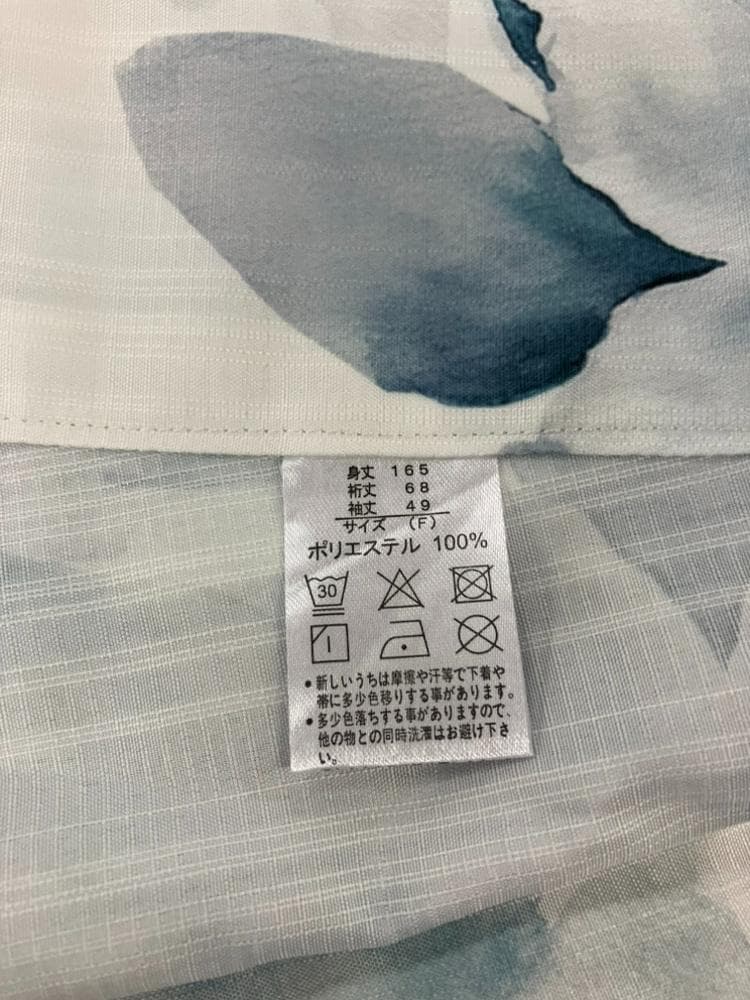 身丈 165
裄丈 68
袖丈 49
サイズ (F)
ポリエステル 100%
30
● 新しいうちは摩擦や汗等で下着や
帯に多少色移りする事があります。
● 多少色落ちする事がありますので、
他の物との同時洗濯はお避け下さ
い。